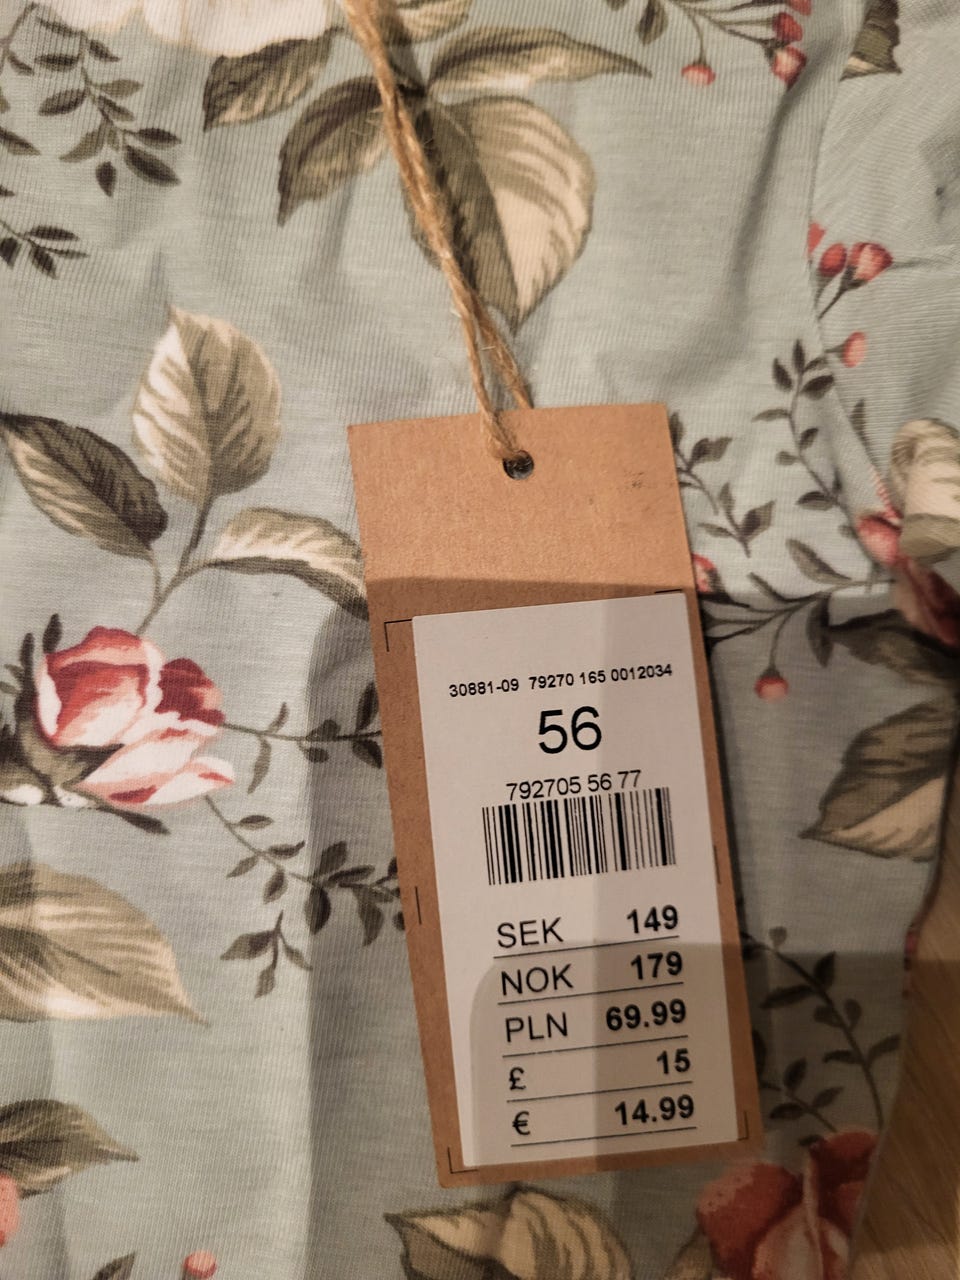 30881-09 79270 165 0012034
56
792705 56 77
SEK 149
NOK 179
PLN 69.99
£ 15
€ 14.99